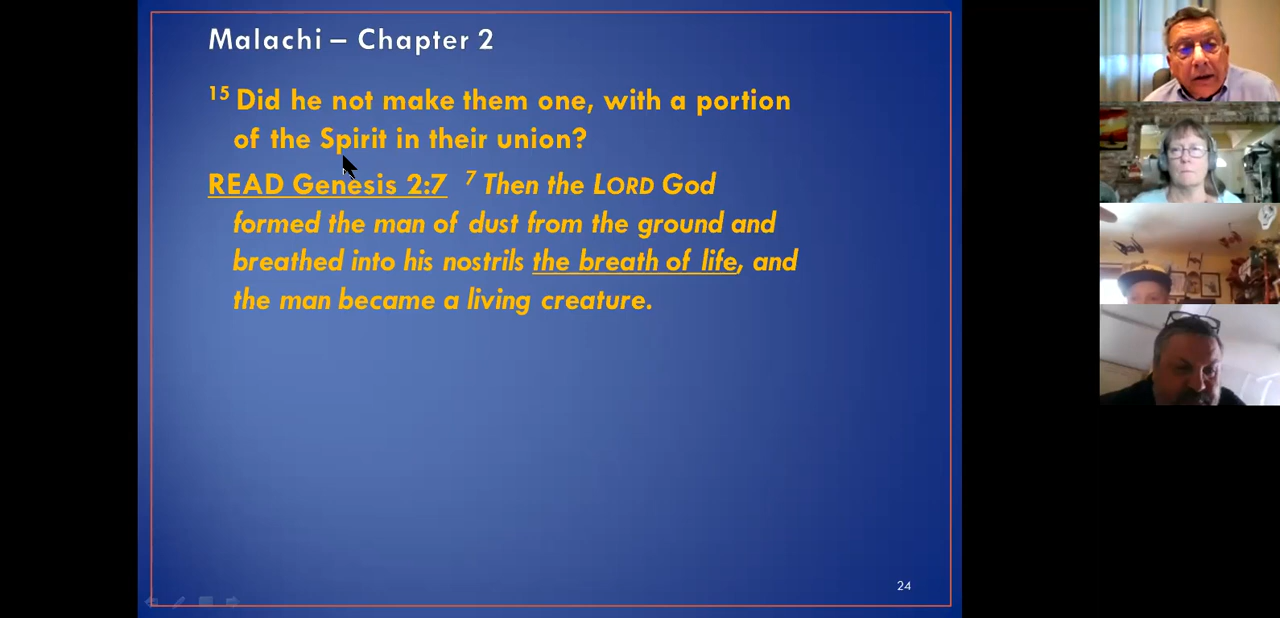 Malachi – Chapter 2
15 Did he not make them one, with a portion
of the Spirit in their union?
READ Genesis 2:7 7 Then the LORD God
formed the man of dust from the ground and
breathed into his nostrils the breath of life, and
the man became a living creature.
24